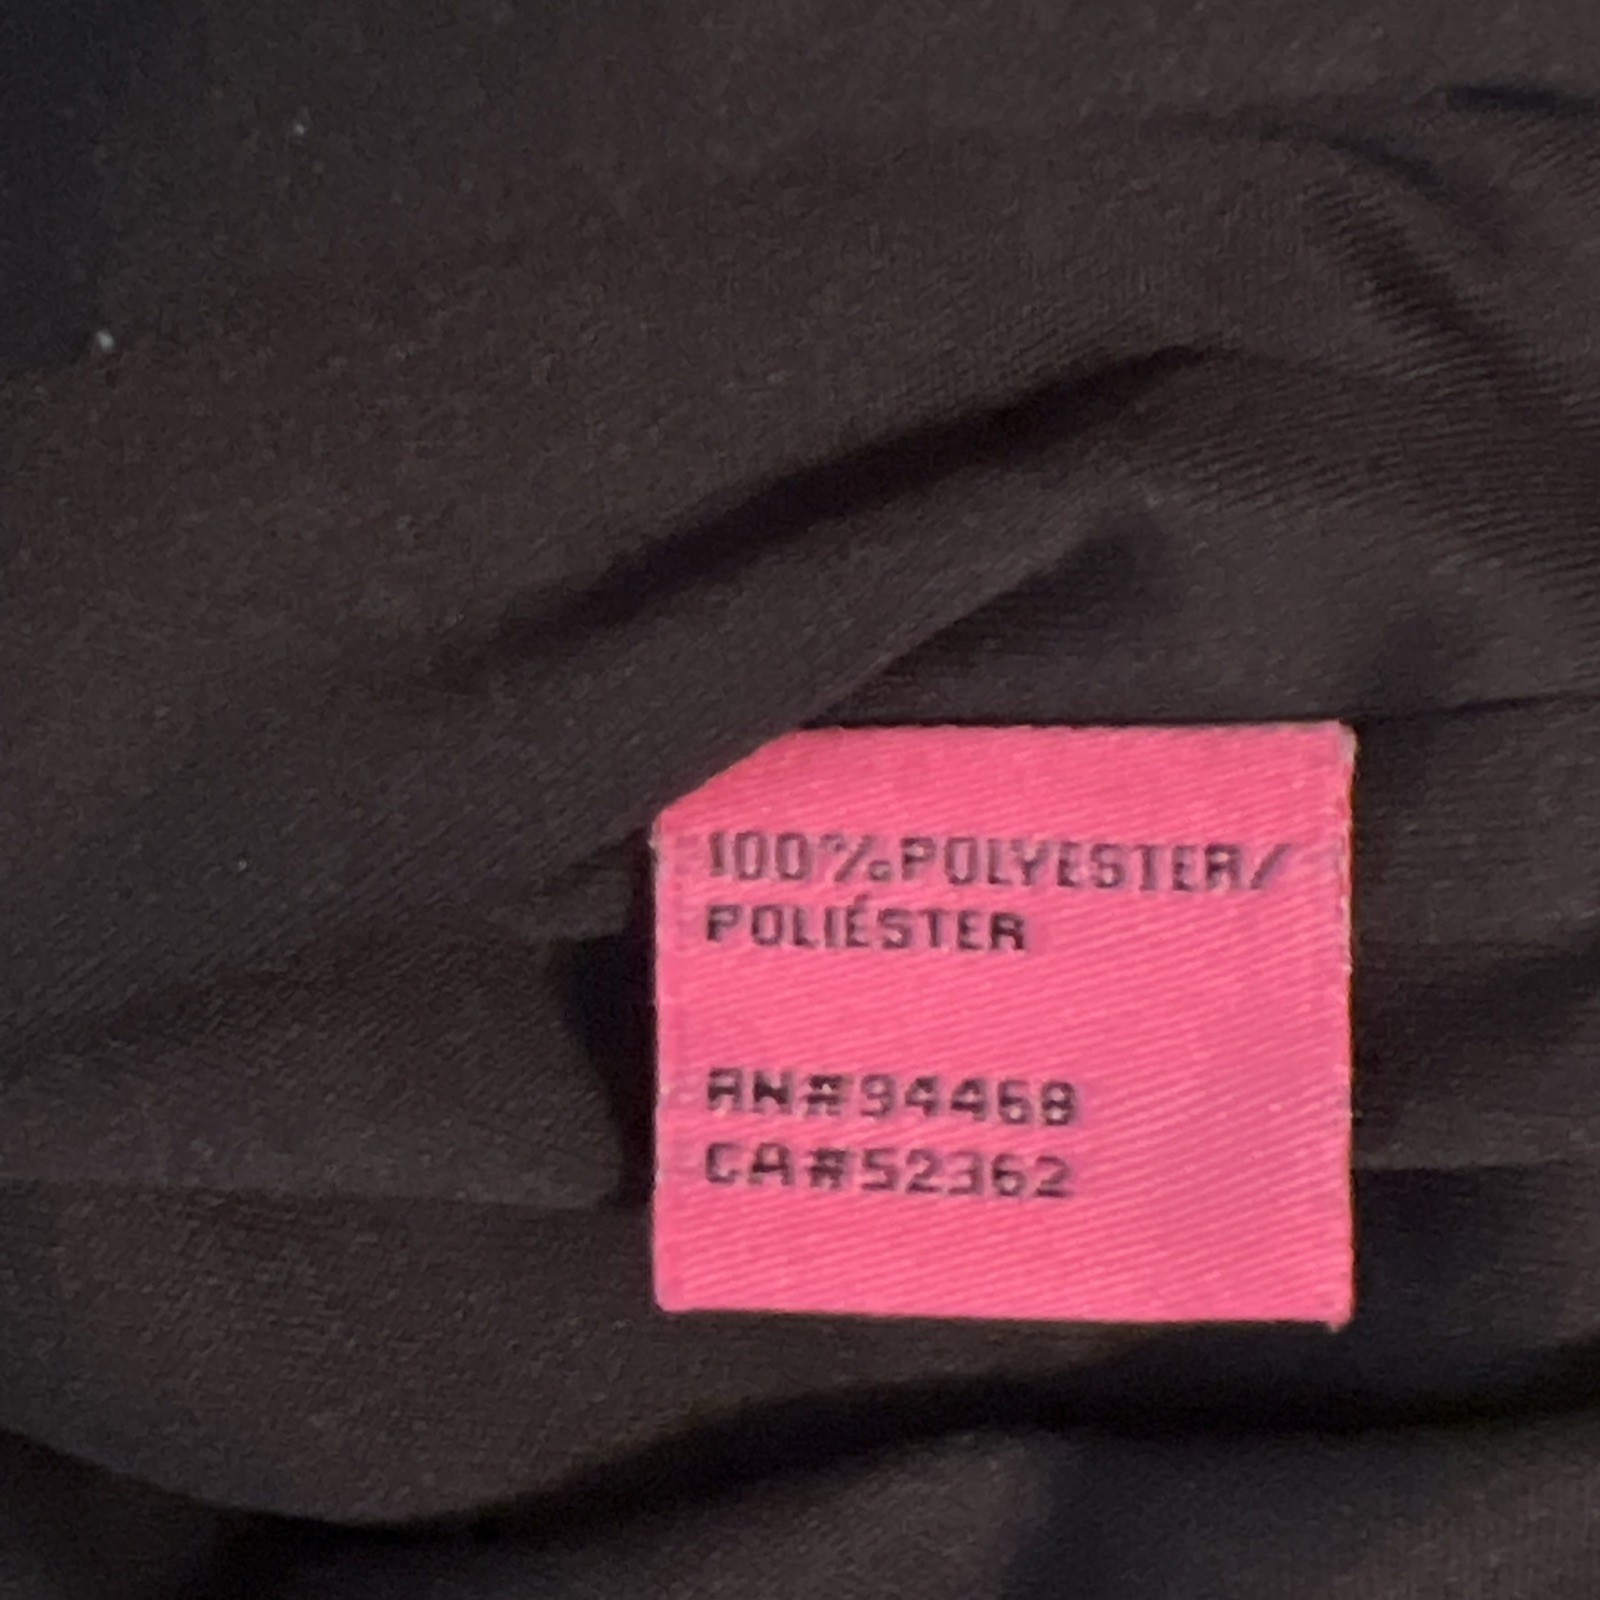 100%POLYESTER/
POLIÉSTER
RN#94468
CA#52362